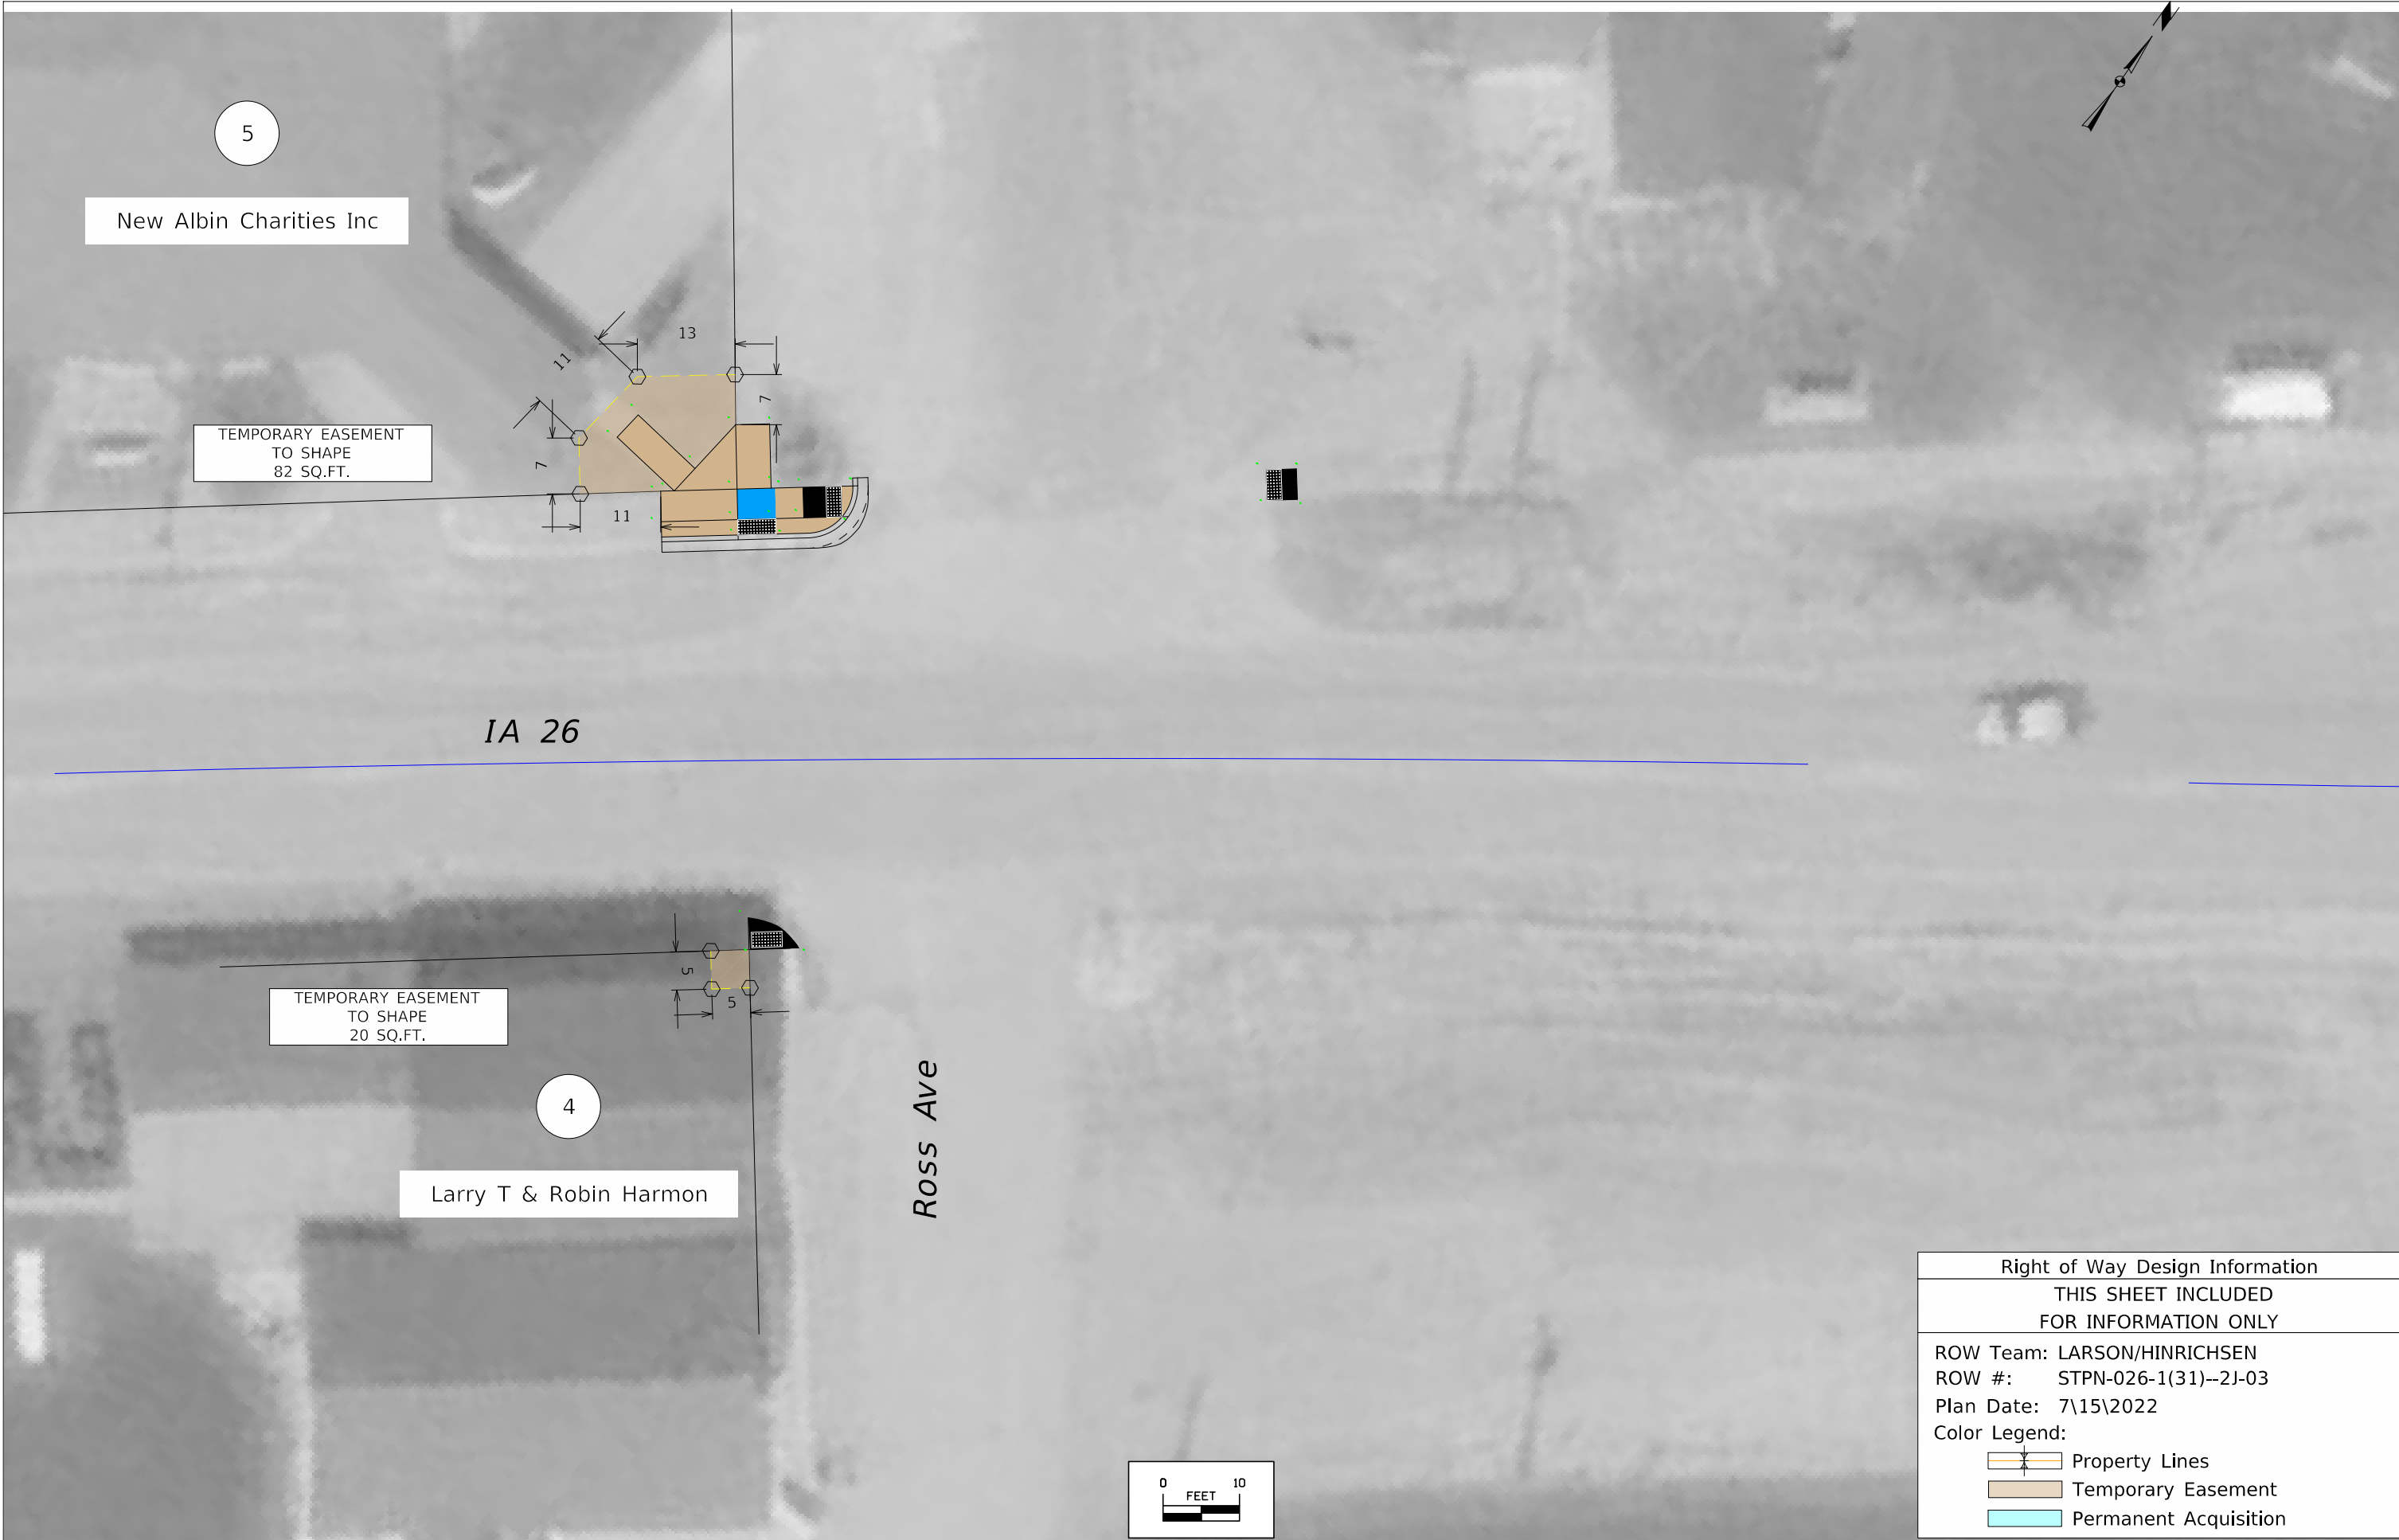 N
5
New Albin Charities Inc
13
11
7
TEMPORARY EASEMENT
TO SHAPE
82 SQ.FT.
7
11
IA 26
5
5
TEMPORARY EASEMENT
TO SHAPE
20 SQ.FT.
4
Larry T & Robin Harmon
Ross Ave
0 10
FEET
Right of Way Design Information
THIS SHEET INCLUDED
FOR INFORMATION ONLY
ROW Team: LARSON/HINRICHSEN
ROW #: STPN-026-1(31)--2J-03
Plan Date: 7\15\2022
Color Legend:
Property Lines
Temporary Easement
Permanent Acquisition